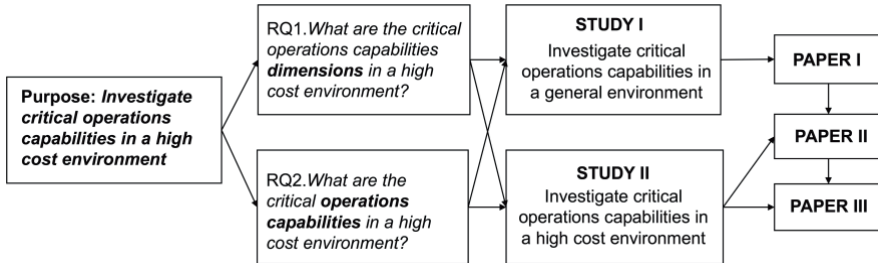 Purpose: Investigate
critical operations
capabilities in a high
cost environment
RQ1.What are the critical
operations capabilities
dimensions in a high
cost environment?
RQ2.What are the
critical operations
capabilities in a high
cost environment?
STUDY I
Investigate critical
operations capabilities in
a general environment
STUDY II
Investigate critical
operations capabilities in
a high cost environment
PAPER I
PAPER II
PAPER III